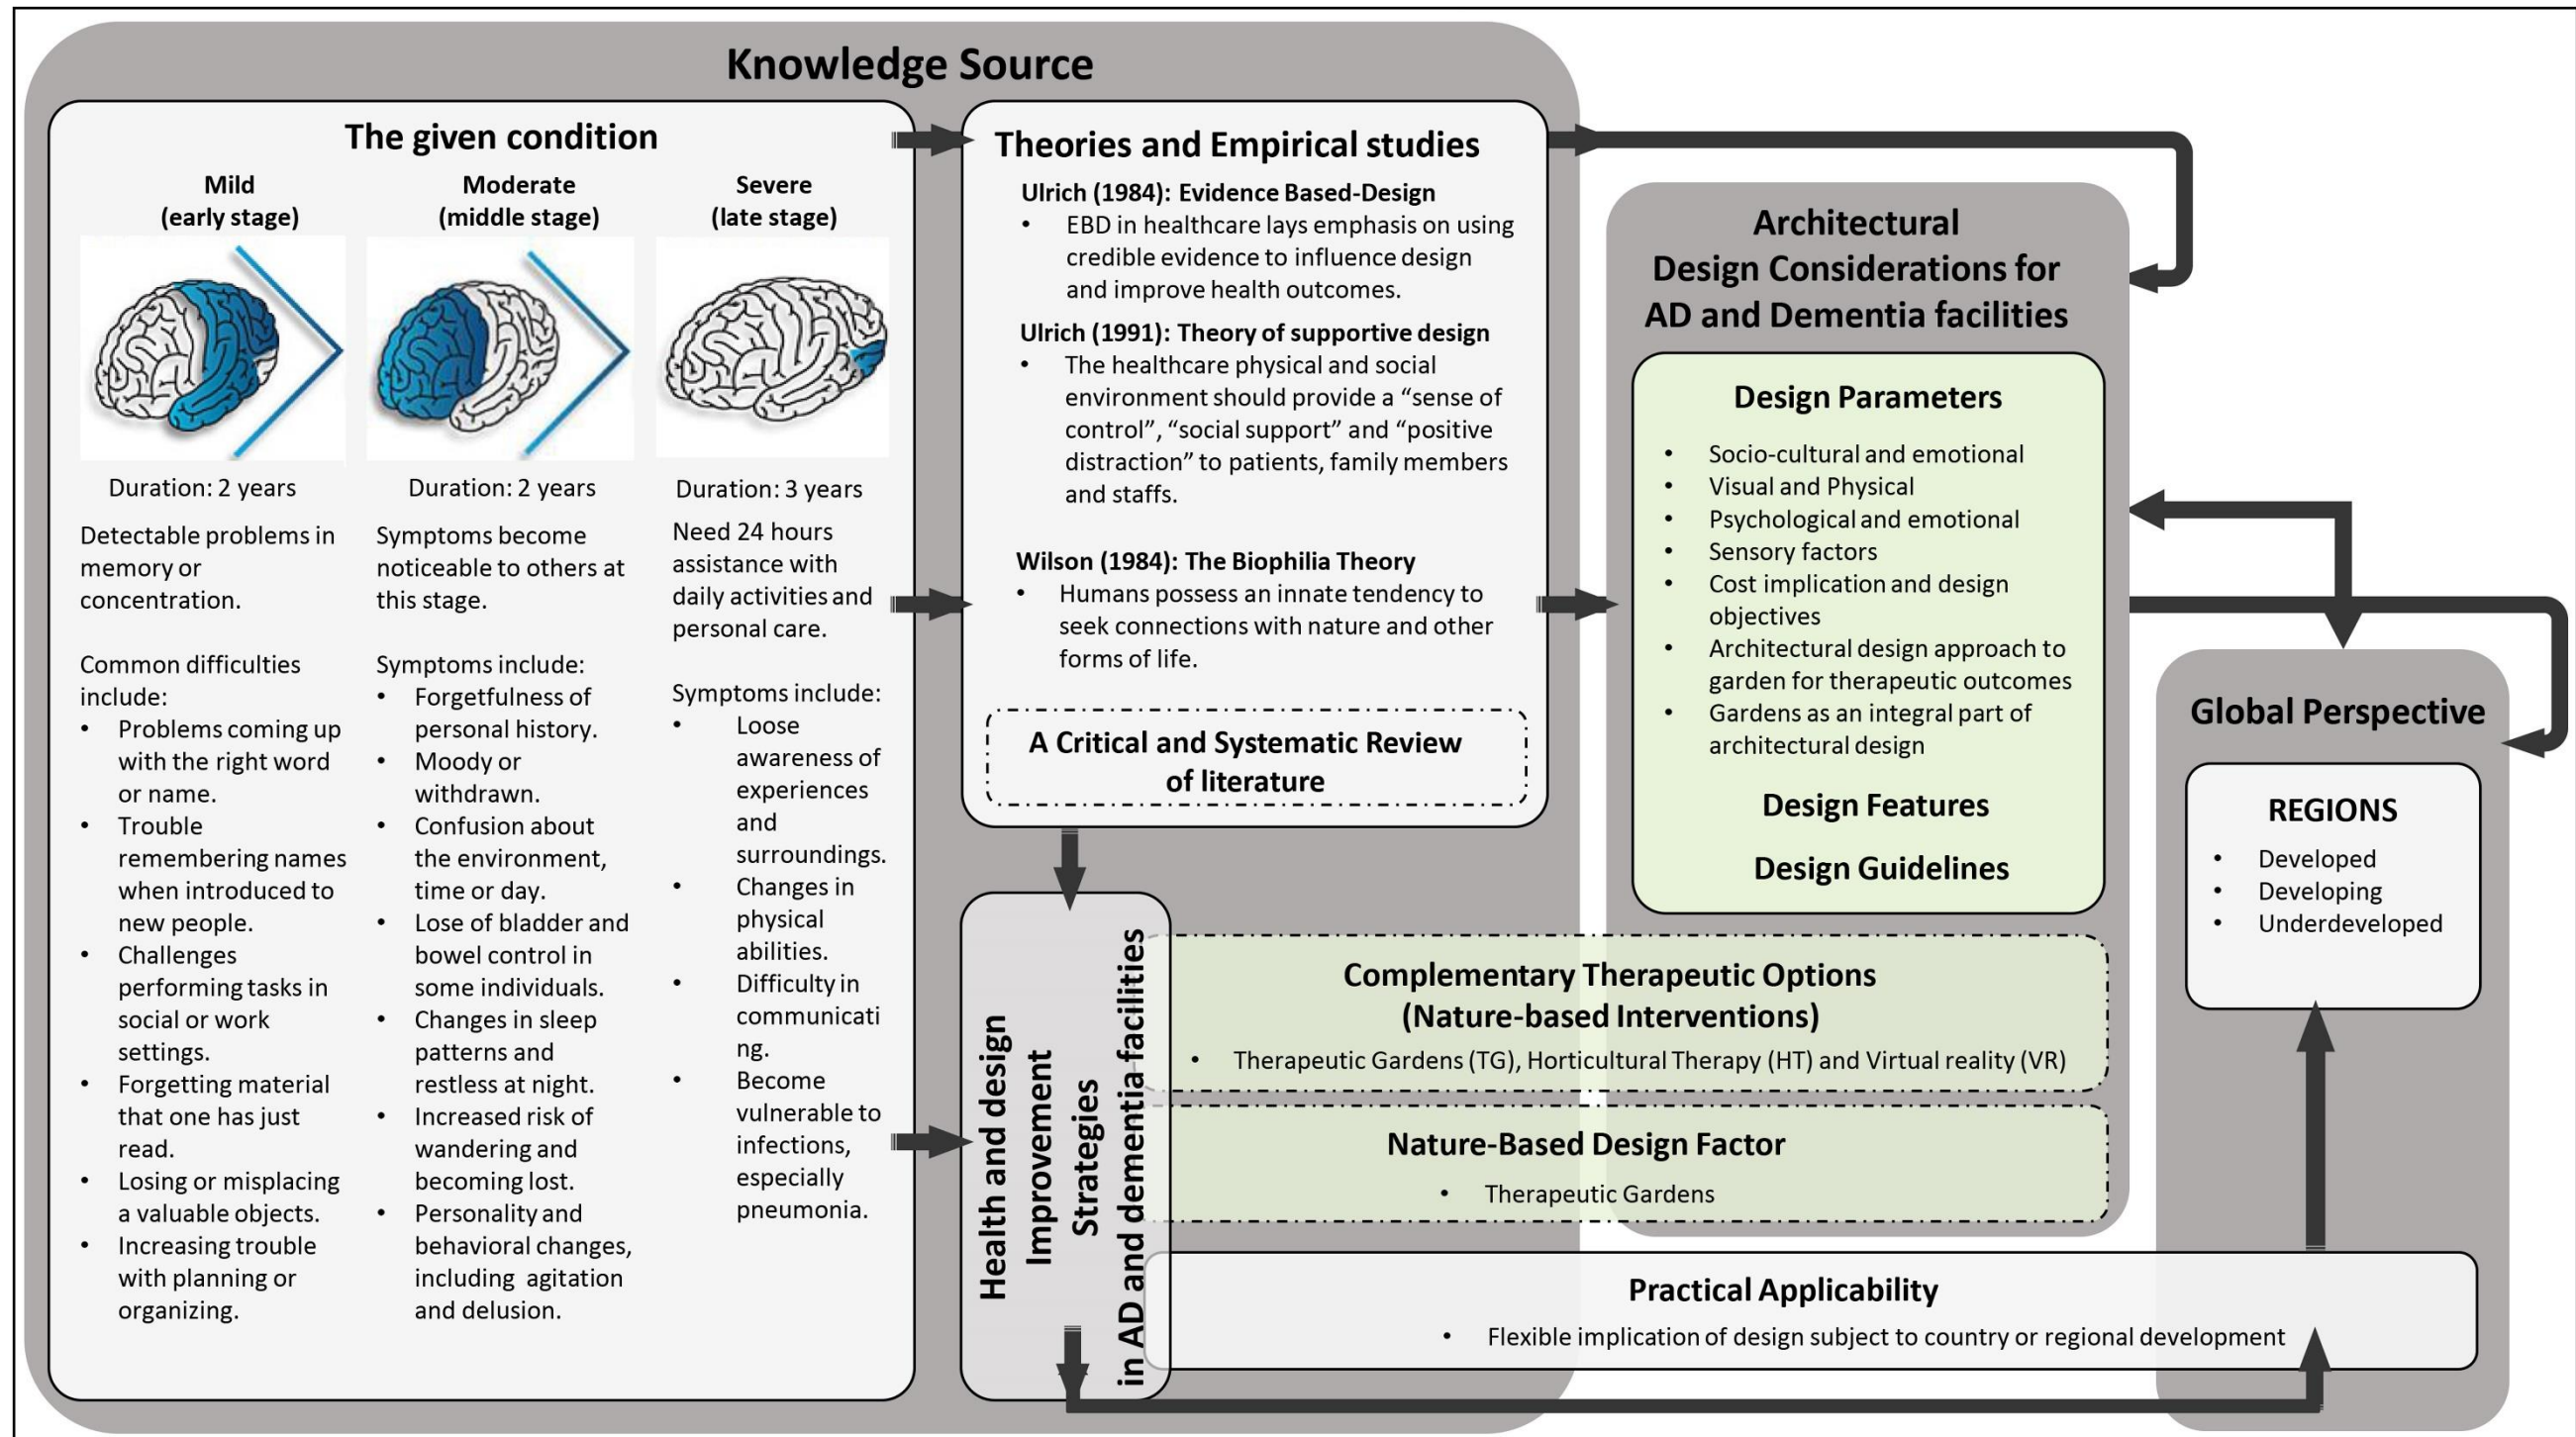 Knowledge Source
The given condition
Mild
(early stage)
Duration: 2 years
Detectable problems in
memory or
concentration.
Common difficulties
include:
• Problems coming up
with the right word
or name.
• Trouble
remembering names
when introduced to
new people.
• Challenges
performing tasks in
social or work
settings.
• Forgetting material
that one has just
read.
• Losing or misplacing
a valuable objects.
• Increasing trouble
with planning or
organizing.
Moderate
(middle stage)
Duration: 2 years
Symptoms become
noticeable to others at
this stage.
Symptoms include:
• Forgetfulness of
personal history.
• Moody or
withdrawn.
• Confusion about
the environment,
time or day.
• Lose of bladder and
bowel control in
some individuals.
• Changes in sleep
patterns and
restless at night.
• Increased risk of
wandering and
becoming lost.
• Personality and
behavioral changes,
including agitation
and delusion.
Severe
(late stage)
Duration: 3 years
Need 24 hours
assistance with
daily activities and
personal care.
Symptoms include:
• Loose
awareness of
experiences
and
surroundings.
• Changes in
physical
abilities.
• Difficulty in
communicati
ng.
• Become
vulnerable to
infections,
especially
pneumonia.
Theories and Empirical studies
Ulrich (1984): Evidence Based-Design
• EBD in healthcare lays emphasis on using
credible evidence to influence design
and improve health outcomes.
Ulrich (1991): Theory of supportive design
• The healthcare physical and social
environment should provide a “sense of
control”, “social support” and “positive
distraction” to patients, family members
and staffs.
Wilson (1984): The Biophilia Theory
• Humans possess an innate tendency to
seek connections with nature and other
forms of life.
A Critical and Systematic Review
of literature
Health and design
Improvement
Strategies
in AD and dementia facilities
Architectural
Design Considerations for
AD and Dementia facilities
Design Parameters
• Socio-cultural and emotional
• Visual and Physical
• Psychological and emotional
• Sensory factors
• Cost implication and design
objectives
• Architectural design approach to
garden for therapeutic outcomes
• Gardens as an integral part of
architectural design
Design Features
Design Guidelines
Complementary Therapeutic Options
(Nature-based Interventions)
• Therapeutic Gardens (TG), Horticultural Therapy (HT) and Virtual reality (VR)
Nature-Based Design Factor
• Therapeutic Gardens
Practical Applicability
• Flexible implication of design subject to country or regional development
Global Perspective
REGIONS
• Developed
• Developing
• Underdeveloped